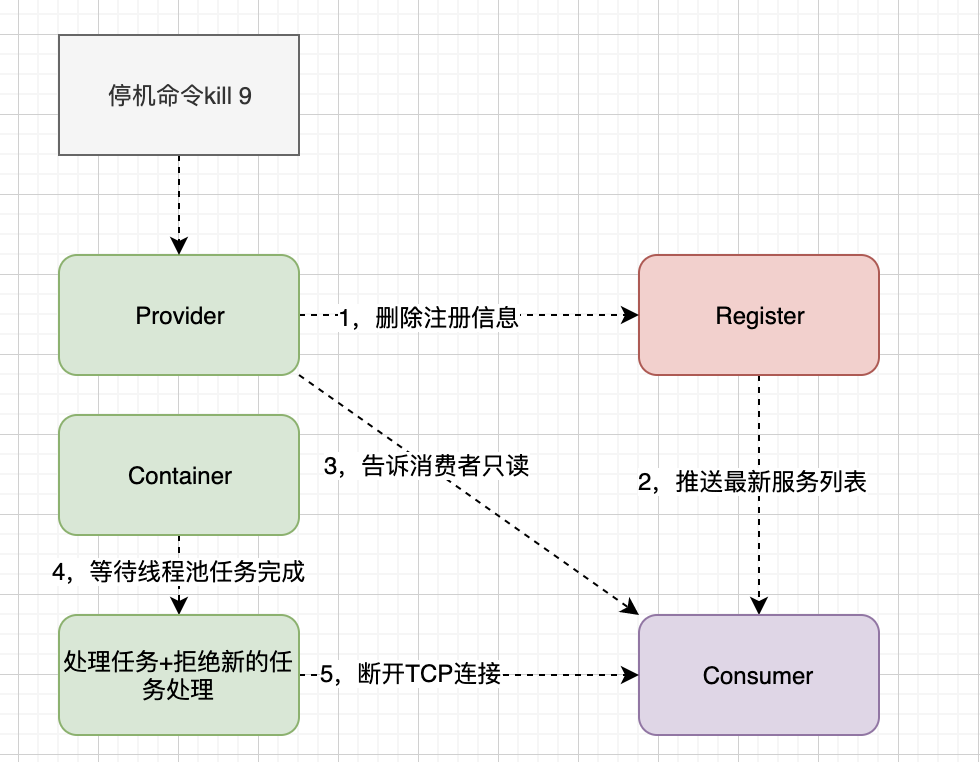 停机命令kill 9
Provider
1，删除注册信息
Register
Container
3，告诉消费者只读
2，推送最新服务列表
4，等待线程池任务完成
处理任务+拒绝新的任
务处理
5，断开TCP连接
Consumer